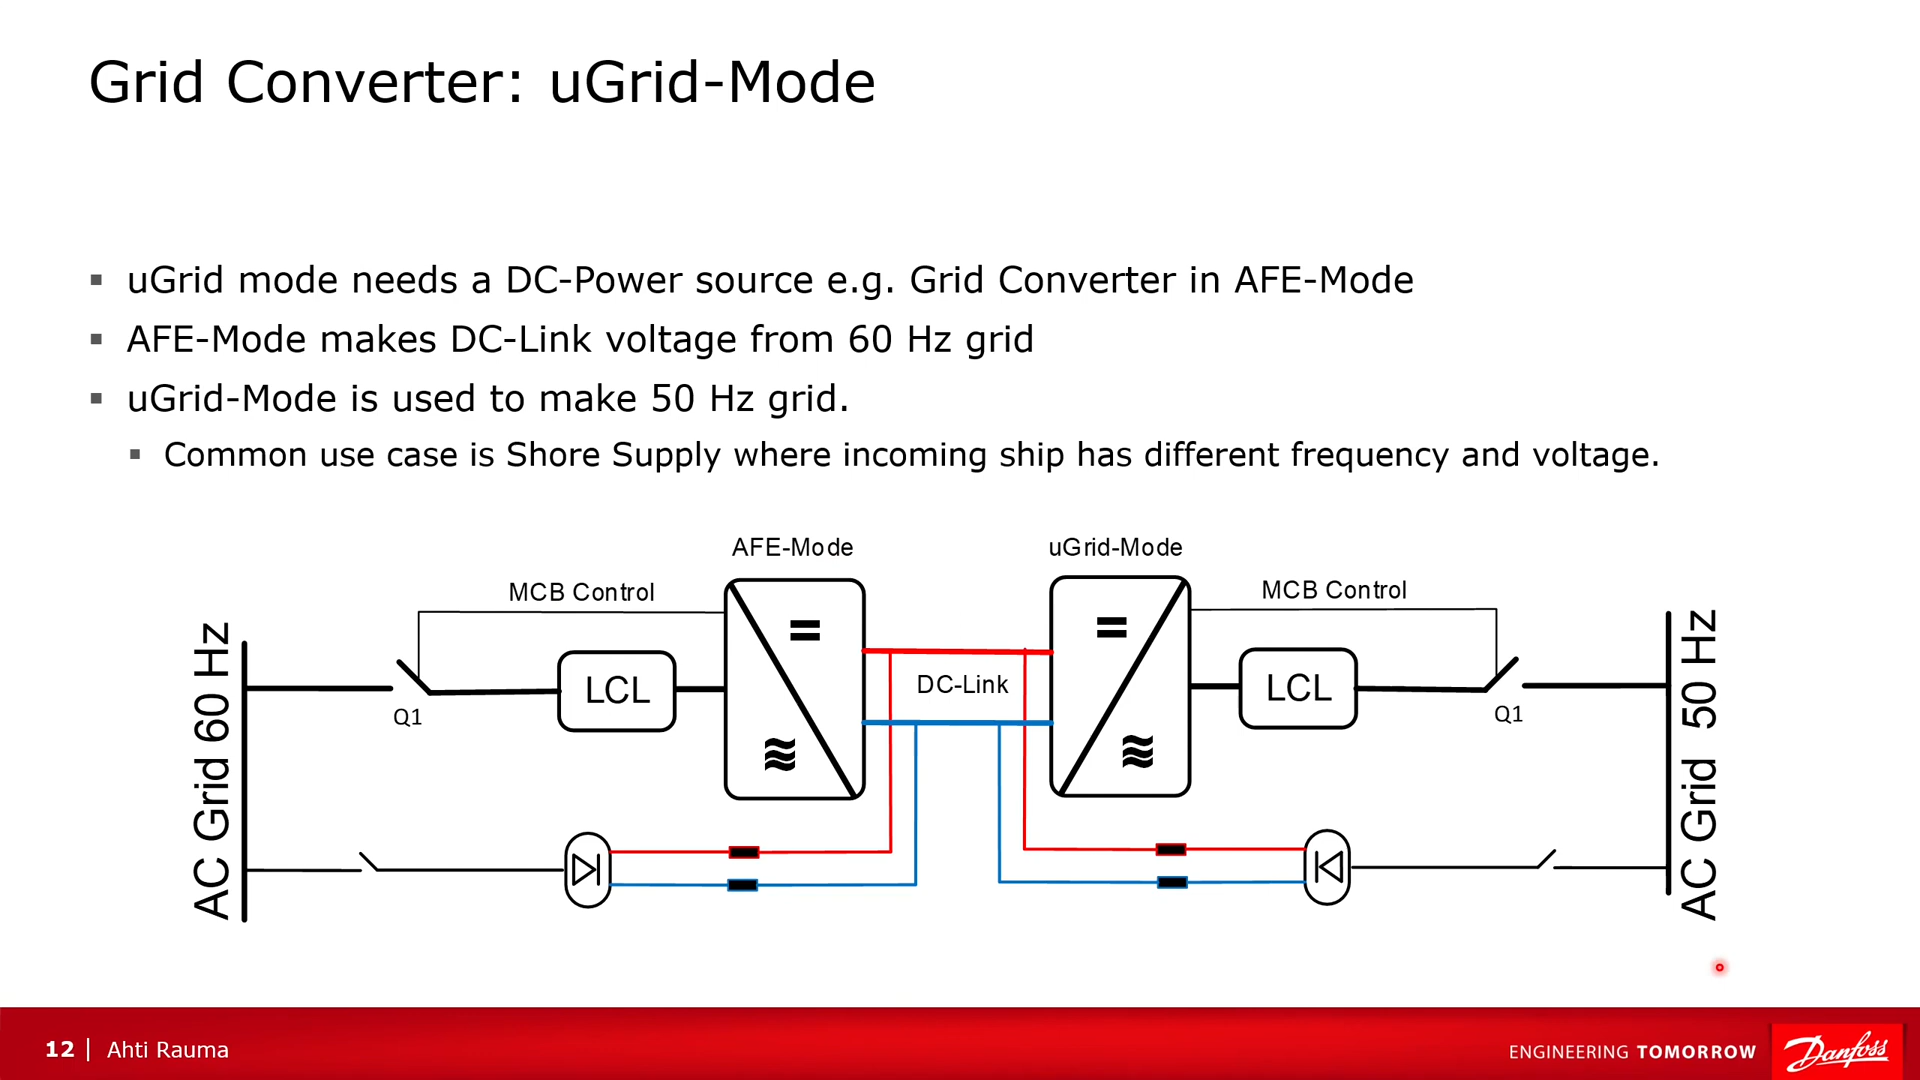 Grid Converter: uGrid-Mode
uGrid mode needs a DC-Power source e.g. Grid Converter in AFE-Mode
AFE-Mode makes DC-Link voltage from 60 Hz grid
uGrid-Mode is used to make 50 Hz grid.
Common use case is Shore Supply where incoming ship has different frequency and voltage.
AFE-Mode
uGrid-Mode
MCB Control
MCB Control
AC Grid 60 Hz
Q1
LCL
=
≋
DC-Link
=
≋
LCL
Q1
AC Grid 50 Hz
12 | Ahti Rauma
ENGINEERING TOMORROW
Danfoss